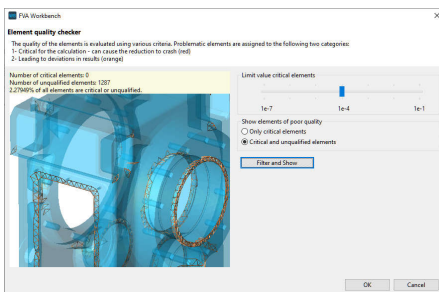 FVA Workbench
Element quality checker
The quality of the elements is evaluated using various criteria. Problematic elements are assigned to the following two categories:
1- Critical for the calculation - can cause the reduction to crash (red)
2- Leading to deviations in results (orange)
Number of critical elements: 0
Number of unqualified elements: 1287
2.27949% of all elements are critical or unqualified.
Limit value critical elements
1e-7 1e-4 1e-1
Show elements of poor quality
Only critical elements
Critical and unqualified elements
Filter and Show
OK Cancel